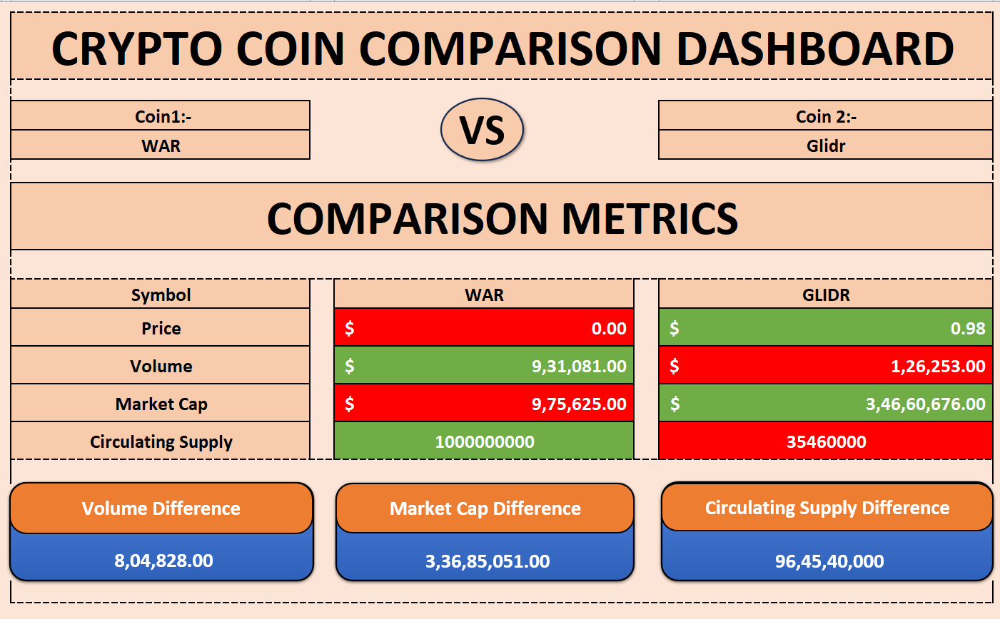 CRYPTO COIN COMPARISON DASHBOARD
Coin1:- VS Coin 2:-
WAR Glidr
COMPARISON METRICS
Symbol WAR GLIDR
Price $ 0.00 $ 0.98
Volume $ 9,31,081.00 $ 1,26,253.00
Market Cap $ 9,75,625.00 $ 3,46,60,676.00
Circulating Supply 1000000000 35460000
Volume Difference Market Cap Difference Circulating Supply Difference
8,04,828.00 3,36,85,051.00 96,45,40,000